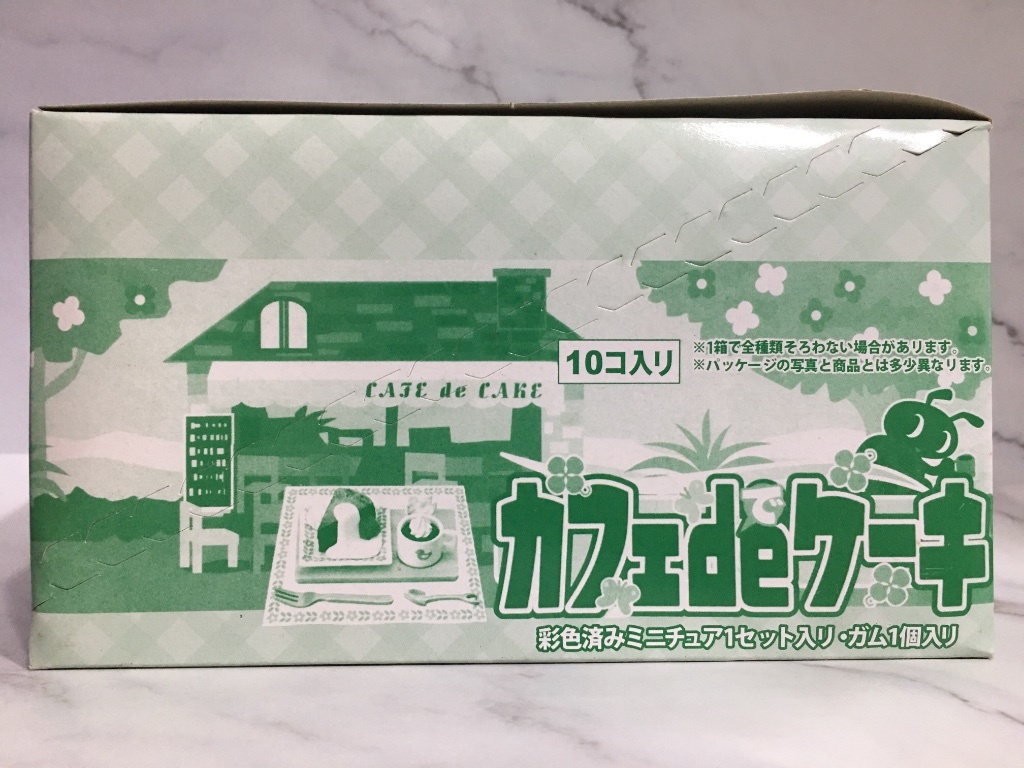 10コ入り
※1箱で全種類そろわない場合があります。
※パッケージの写真と商品とは多少異なります。
CAFE de CAKE
カフェdeケーキ
彩色済みミニチュア1セット入り・ガム1個入り